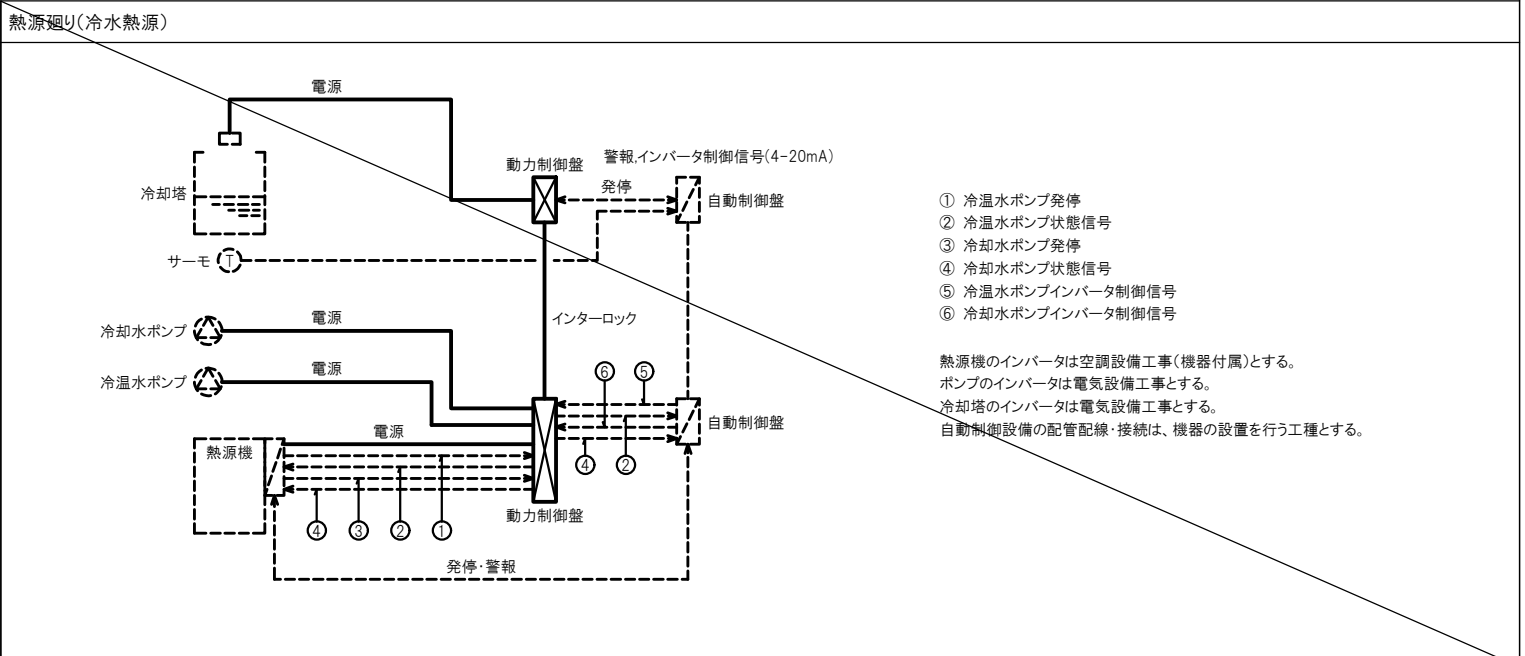 熱源廻り(冷水熱源)
電源
動力制御盤
警報,インバータ制御信号(4-20mA)
発停
自動制御盤
冷却塔
サーモ
T
インターロック
冷却水ポンプ
電源
冷温水ポンプ
電源
⑥
⑤
自動制御盤
電源
熱源機
④
②
動力制御盤
④
③
②
①
発停・警報
① 冷温水ポンプ発停
② 冷温水ポンプ状態信号
③ 冷却水ポンプ発停
④ 冷却水ポンプ状態信号
⑤ 冷温水ポンプインバータ制御信号
⑥ 冷却水ポンプインバータ制御信号
熱源機のインバータは空調設備工事(機器付属)とする。
ポンプのインバータは電気設備工事とする。
冷却塔のインバータは電気設備工事とする。
自動制御設備の配管配線・接続は、機器の設置を行う工種とする。